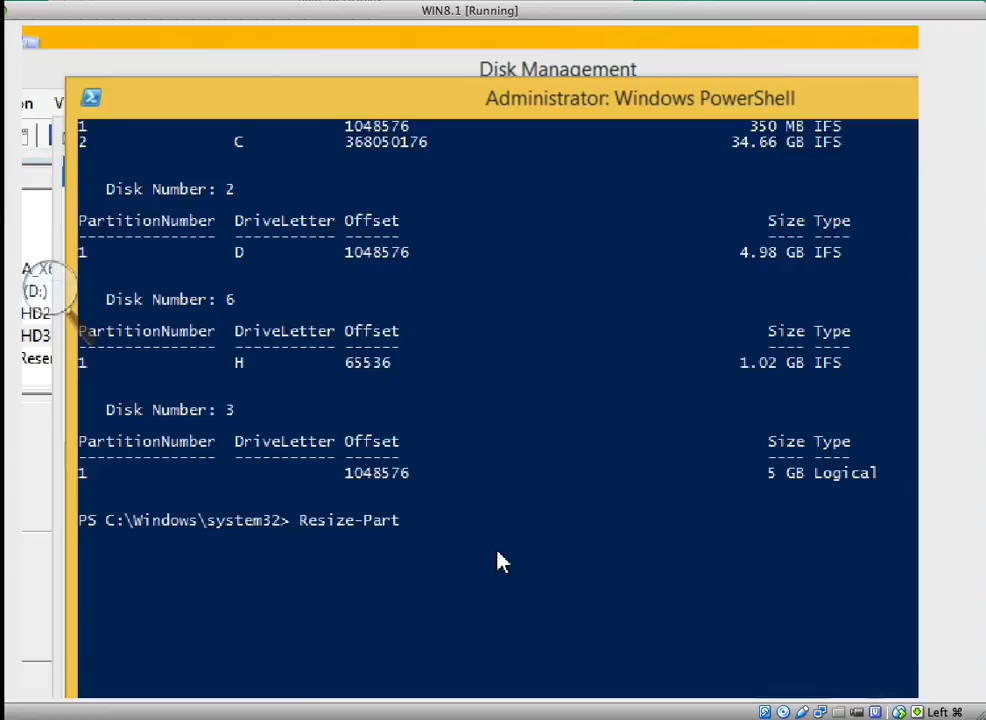 WIN8.1 [Running]
Disk Management
on V
Administrator: Windows PowerShell
1 1048576 350 MB IFS
2 C 368050176 34.66 GB IFS
Disk Number: 2
PartitionNumber DriveLetter Offset Size Type
--------------- ----------- ------ ---- ----
1 D 1048576 4.98 GB IFS
A_X6
(D:)
Disk Number: 6
HD2
PartitionNumber DriveLetter Offset Size Type
HD3
--------------- ----------- ------ ---- ----
Reser
1 H 65536 1.02 GB IFS
Disk Number: 3
PartitionNumber DriveLetter Offset Size Type
--------------- ----------- ------ ---- ----
1 1048576 5 GB Logical
PS C:\Windows\system32> Resize-Part
Left ⌘